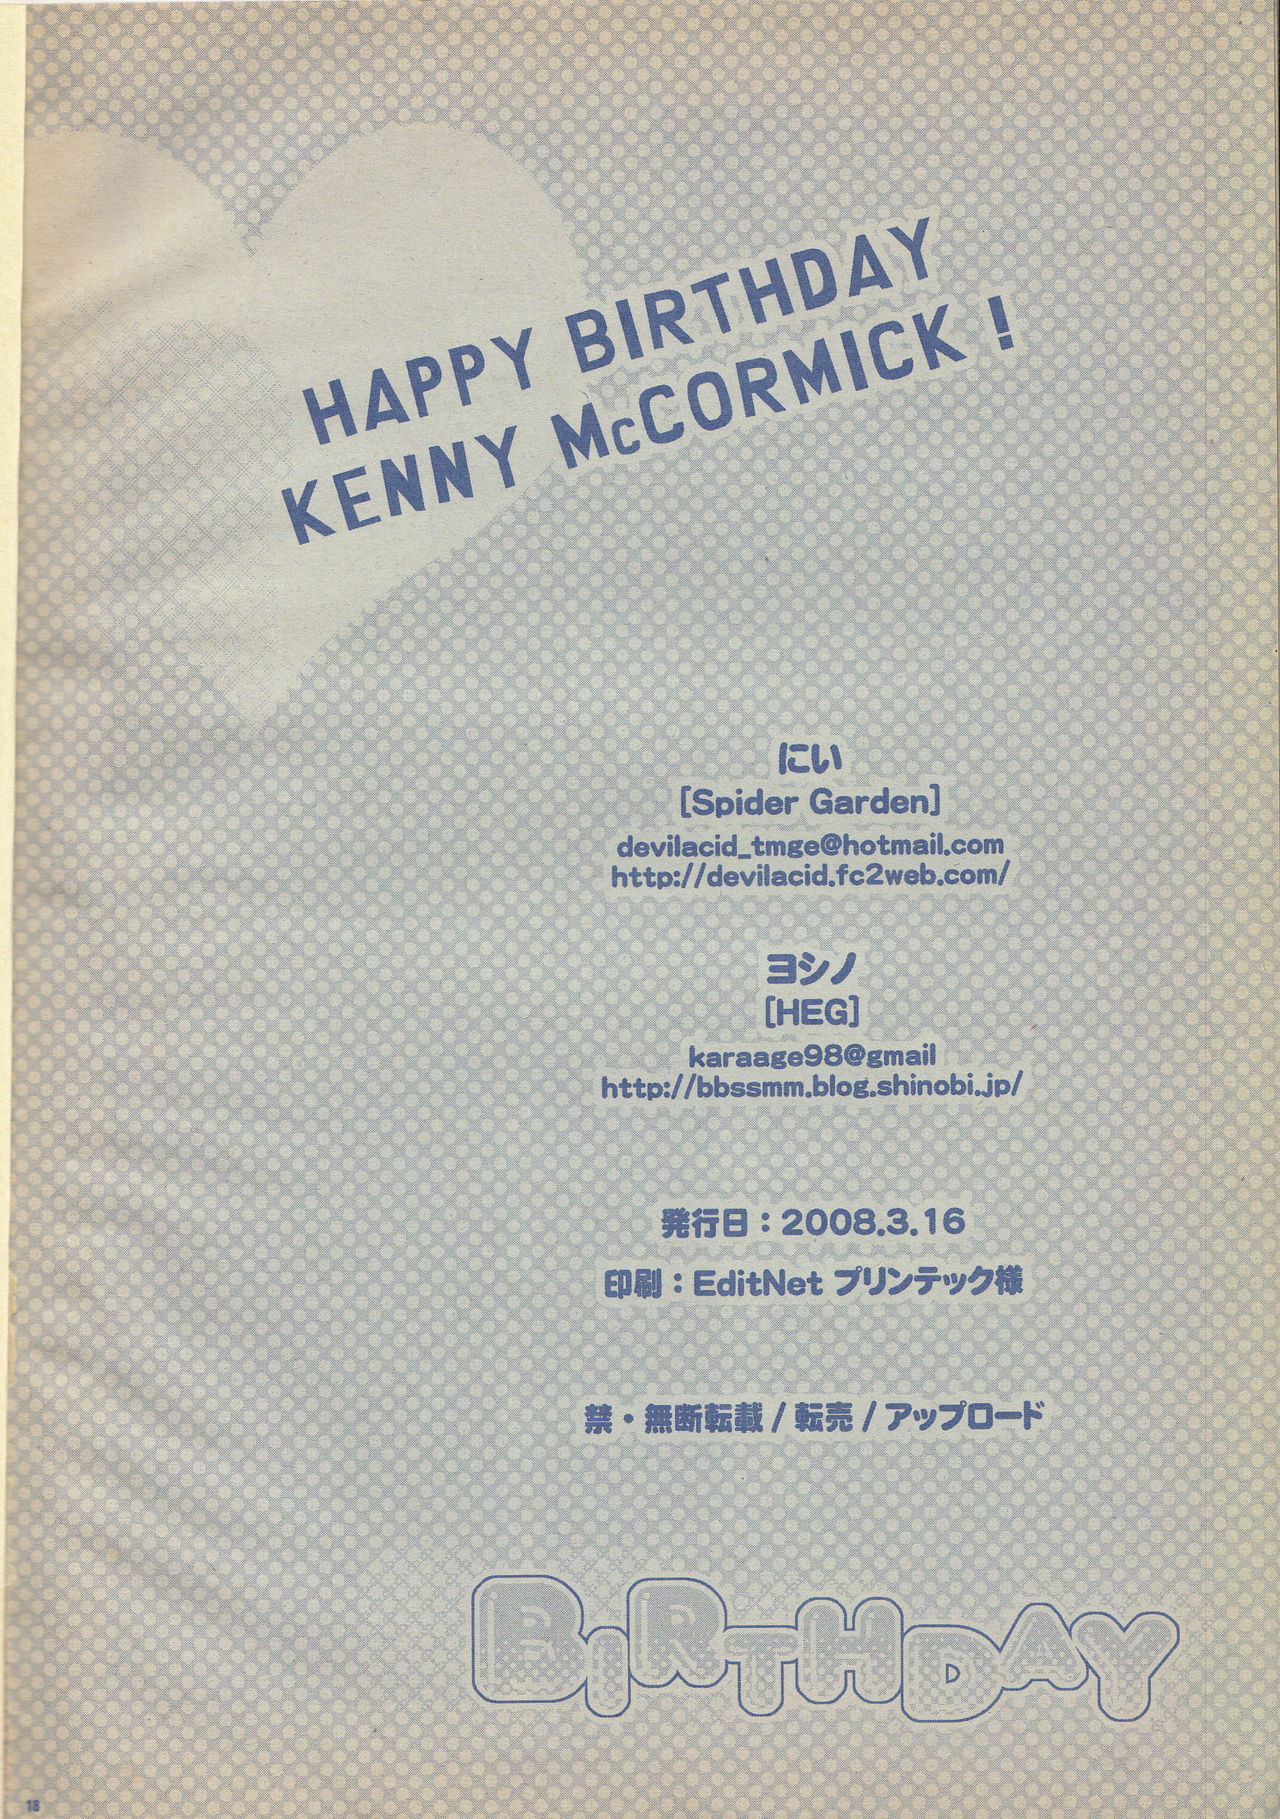 HAPPY BIRTHDAY
KENNY McCORMICK !
にい
[Spider Garden]
devilacid_tmge@hotmail.com
http://devilacid.fc2web.com/
ヨシノ
[HEG]
karaage98@gmail
http://bbssmm.blog.shinobi.jp/
発行日：2008.3.16
印刷：EditNet プリンテック様
禁・無断転載 / 転売 / アップロード
BIRTHDAY
18